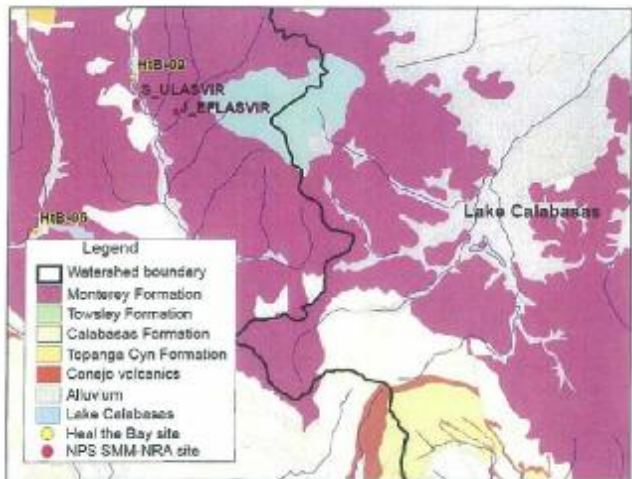 HtB-09
S_ULASVIR
J_EFLASVIR
Lake Calabasas
HtB-05
Legend
Watershed boundary
Monterey Formation
Towsley Formation
Calabasas Formation
Topanga Cyn Formation
Conejo volcanics
Alluvium
Lake Calabasas
Heal the Bay site
NPS SMM-NRA site